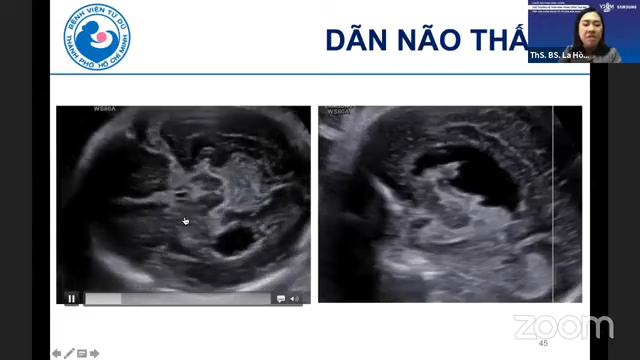 BỆNH VIỆN TỪ DŨ
THÀNH PHỐ HỒ CHÍ MINH
DÃN NÃO THẤ
VSUM SAMSUNG
ThS. BS. La Hồ...
WS80A
WS80A
45
zoom